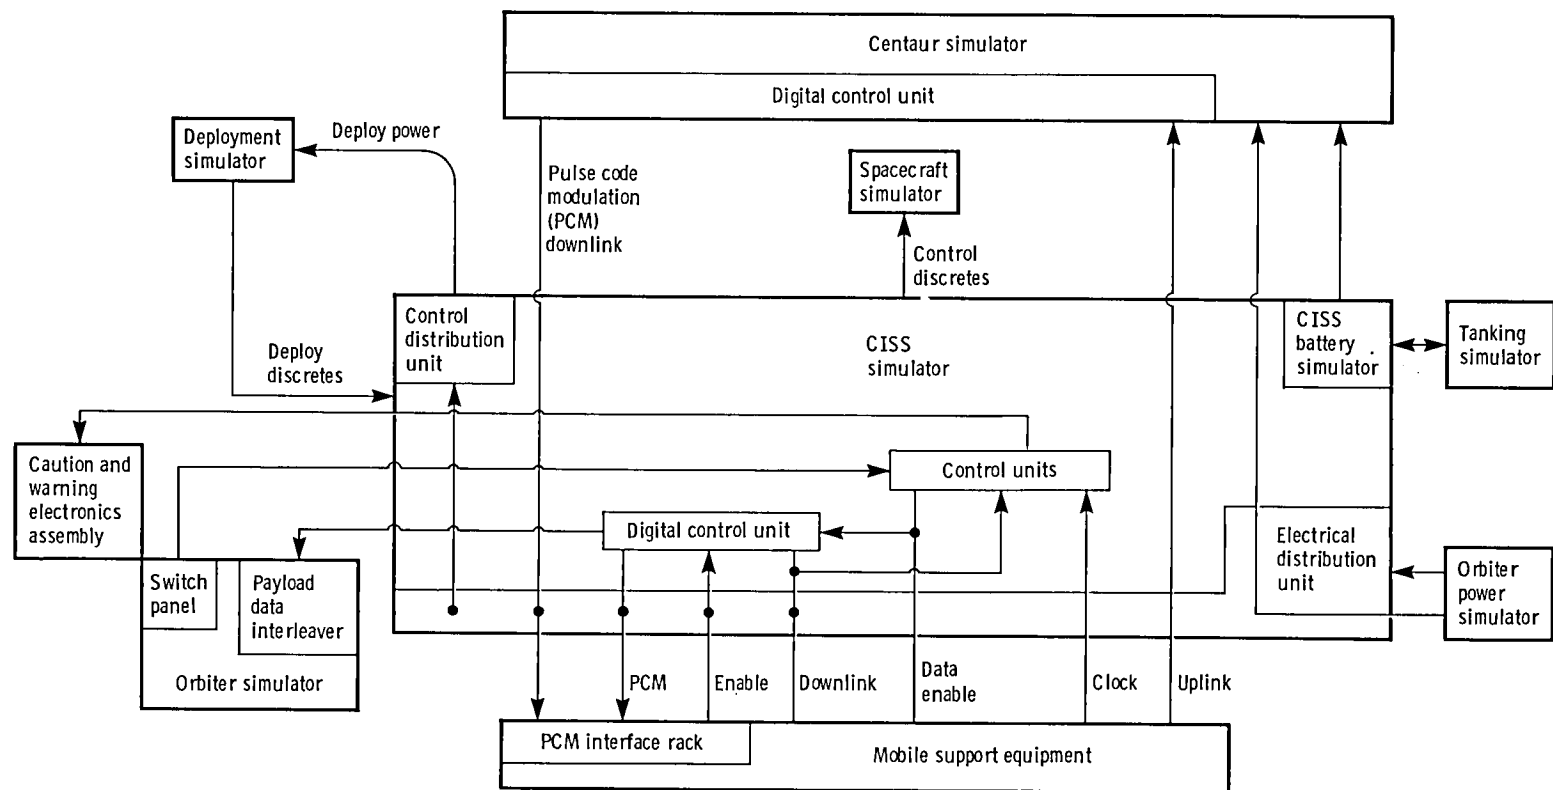 Centaur simulator
Digital control unit
Deployment
simulator
Deploy power
Pulse code
modulation
(PCM)
downlink
Spacecraft
simulator
Control
discretes
Control
distribution
unit
CISS
simulator
CISS
battery
simulator
Tanking
simulator
Deploy
discretes
Caution and
warning
electronics
assembly
Control units
Digital control unit
Electrical
distribution
unit
Orbiter
power
simulator
Switch
panel
Payload
data
interleaver
Orbiter simulator
PCM
Enable
Downlink
Data
enable
Clock
Uplink
PCM interface rack
Mobile support equipment